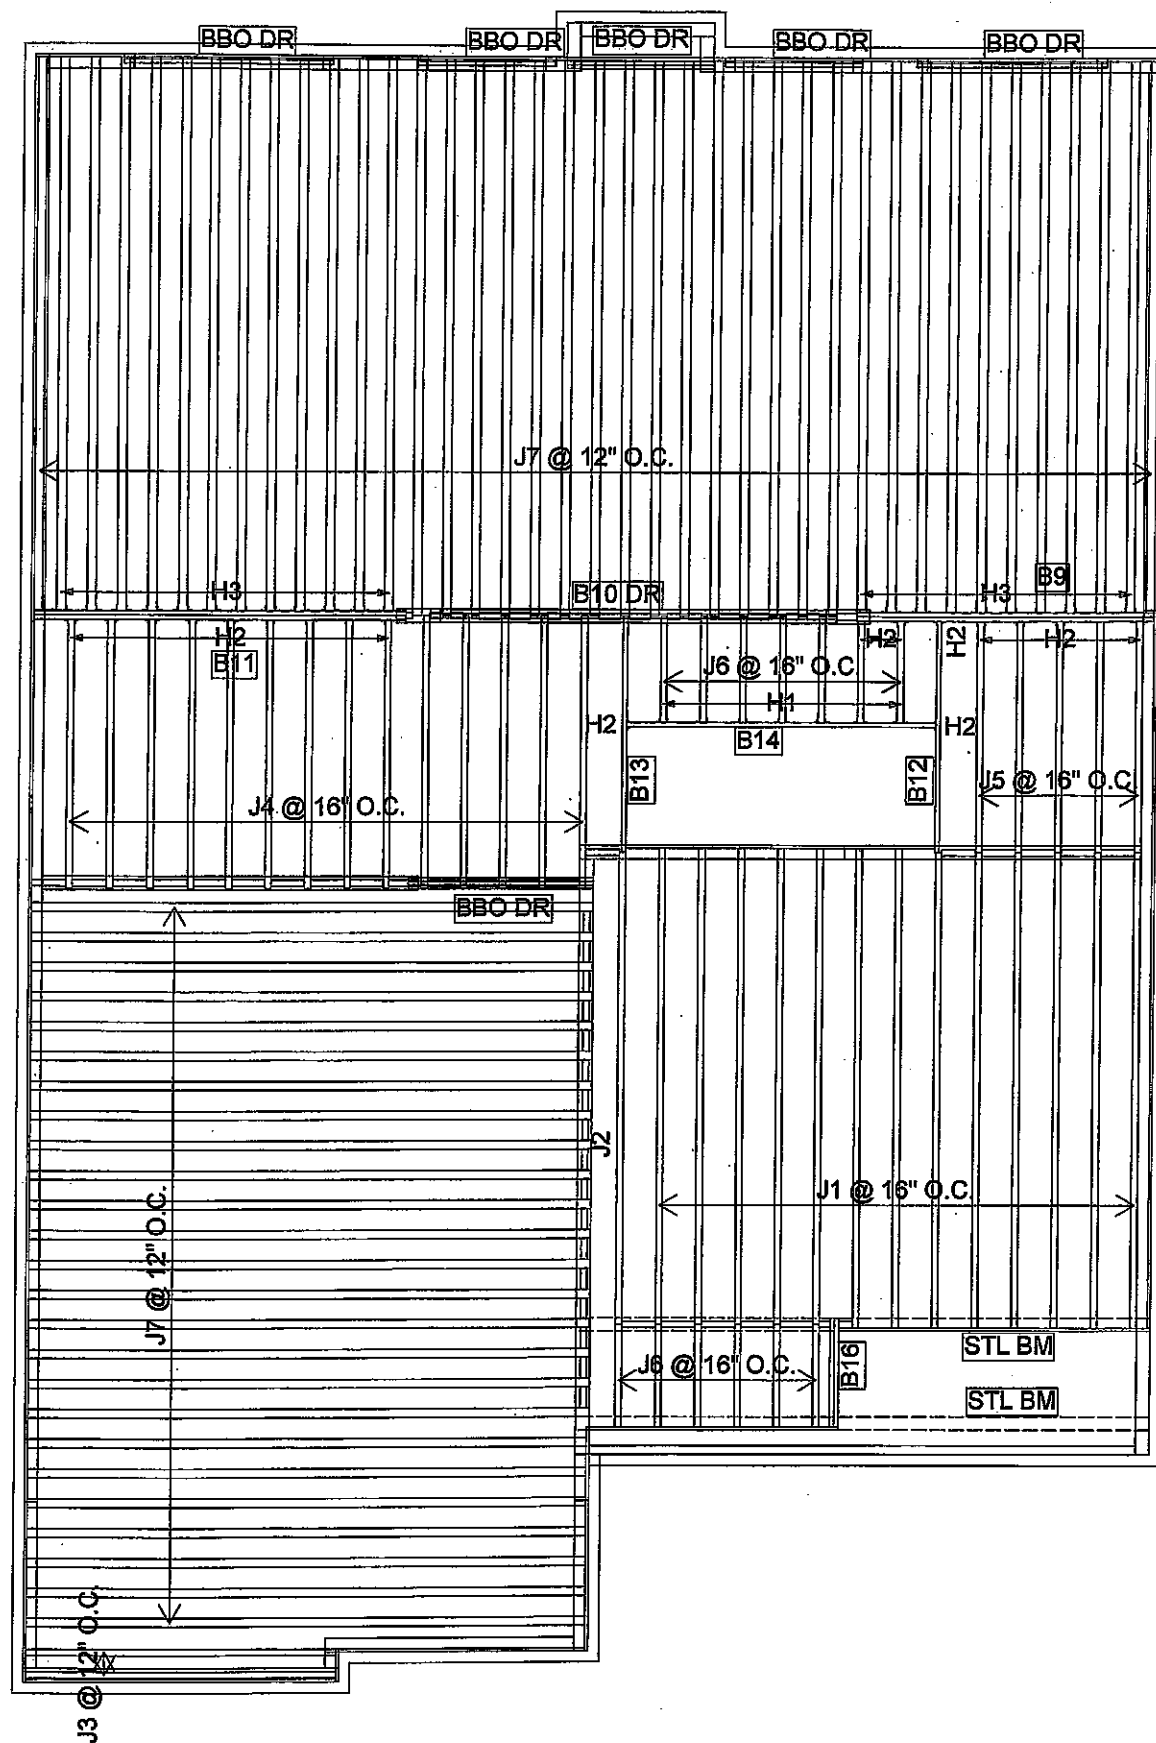 BBO DR
BBO DR
BBO DR
BBO DR
BBO DR
J7 @ 12" O.C.
H3
B10 DR
H3
B9
H2
B11
H2
H2
H2
J6 @ 16" O.C.
H1
H2
B14
H2
B13
B12
J4 @ 16" O.C.
J5 @ 16" O.C.
BBO DR
J2
J1 @ 16" O.C.
J7 @ 12" O.C.
J6 @ 16" O.C.
B16
STL BM
STL BM
J3 @ 12" O.C.